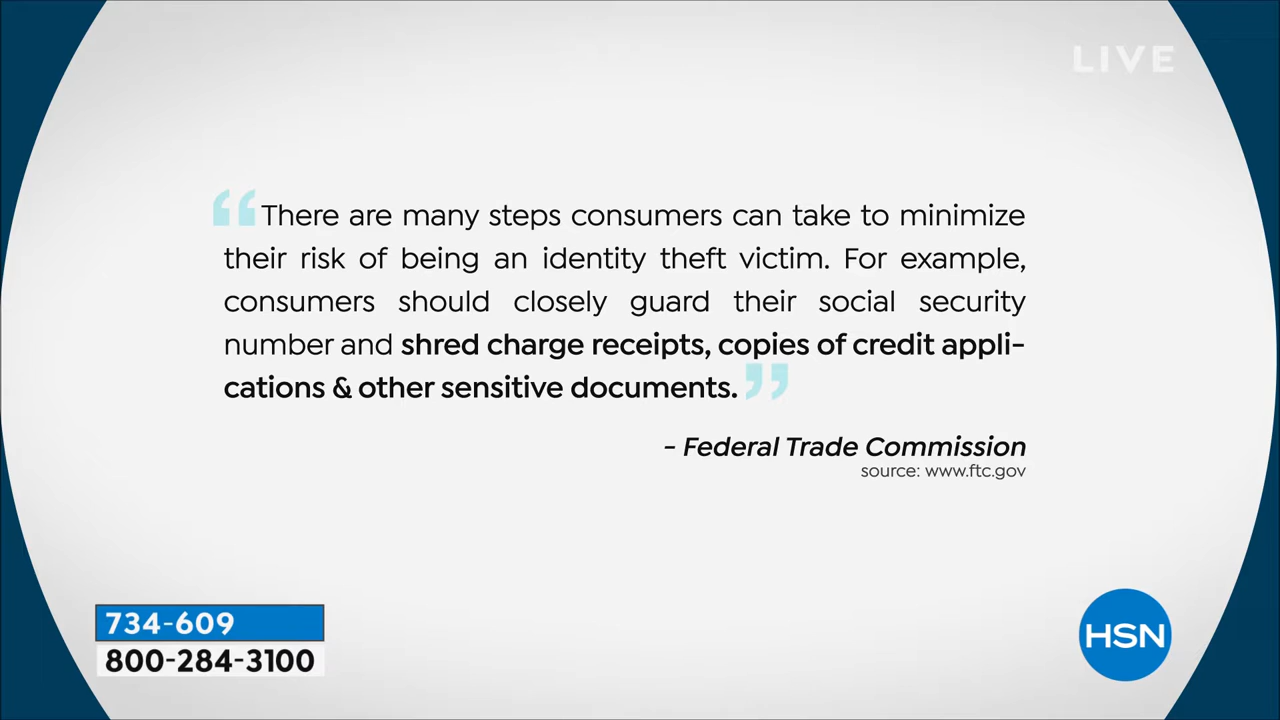 LIVE
“There are many steps consumers can take to minimize
their risk of being an identity theft victim. For example,
consumers should closely guard their social security
number and shred charge receipts, copies of credit appli-
cations & other sensitive documents.”
- Federal Trade Commission
source: www.ftc.gov
734-609
800-284-3100
HSN